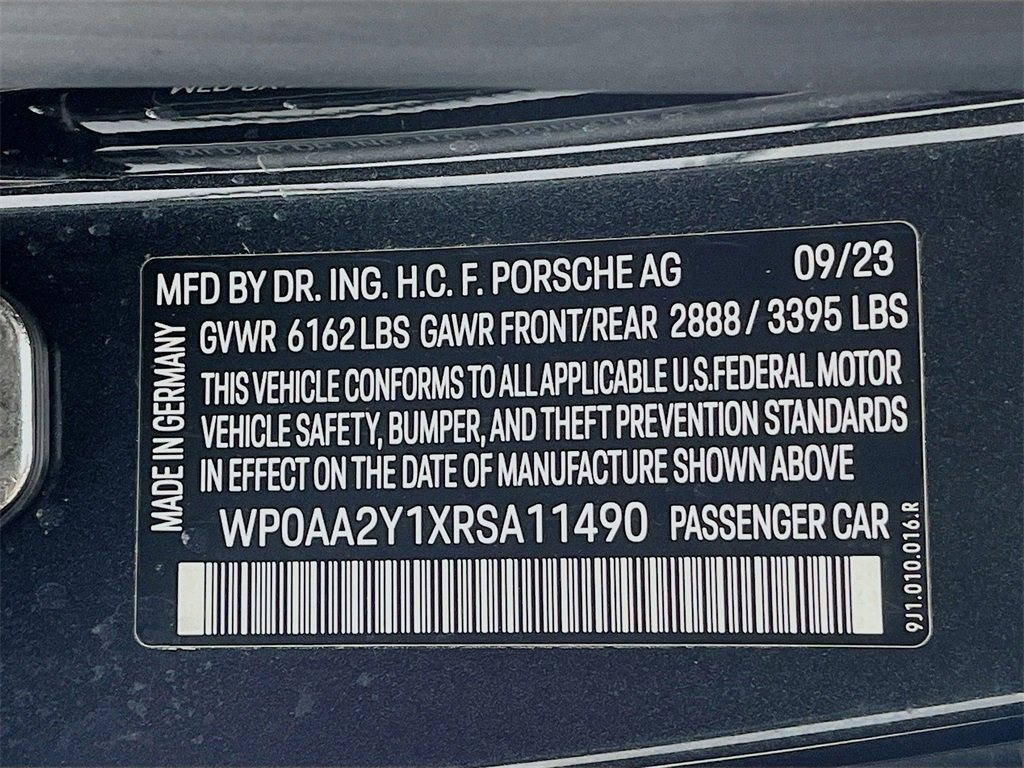 MFD BY DR. ING. H.C. F. PORSCHE AG 09/23
GVWR 6162 LBS GAWR FRONT/REAR 2888 / 3395 LBS
THIS VEHICLE CONFORMS TO ALL APPLICABLE U.S.FEDERAL MOTOR
VEHICLE SAFETY, BUMPER, AND THEFT PREVENTION STANDARDS
IN EFFECT ON THE DATE OF MANUFACTURE SHOWN ABOVE
WP0AA2Y1XRSA11490 PASSENGER CAR
MADE IN GERMANY
9J1.010.016.R